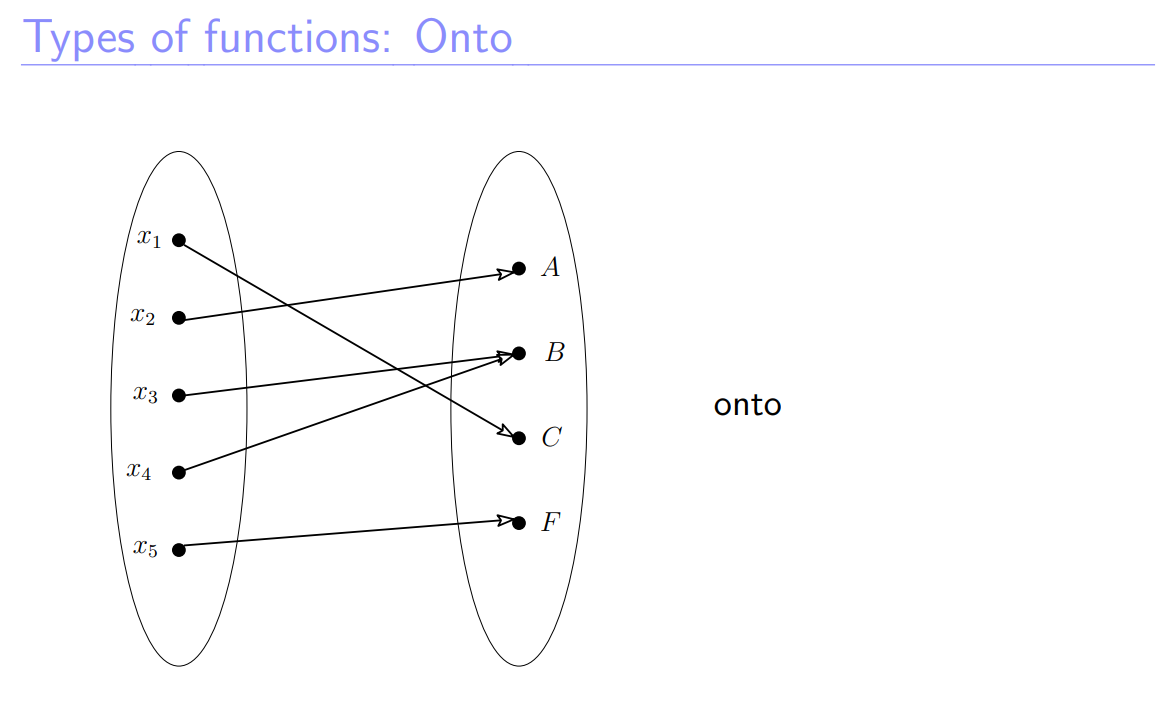 Types of functions: Onto
x₁
A
x₂
B
x₃
onto
C
x₄
F
x₅